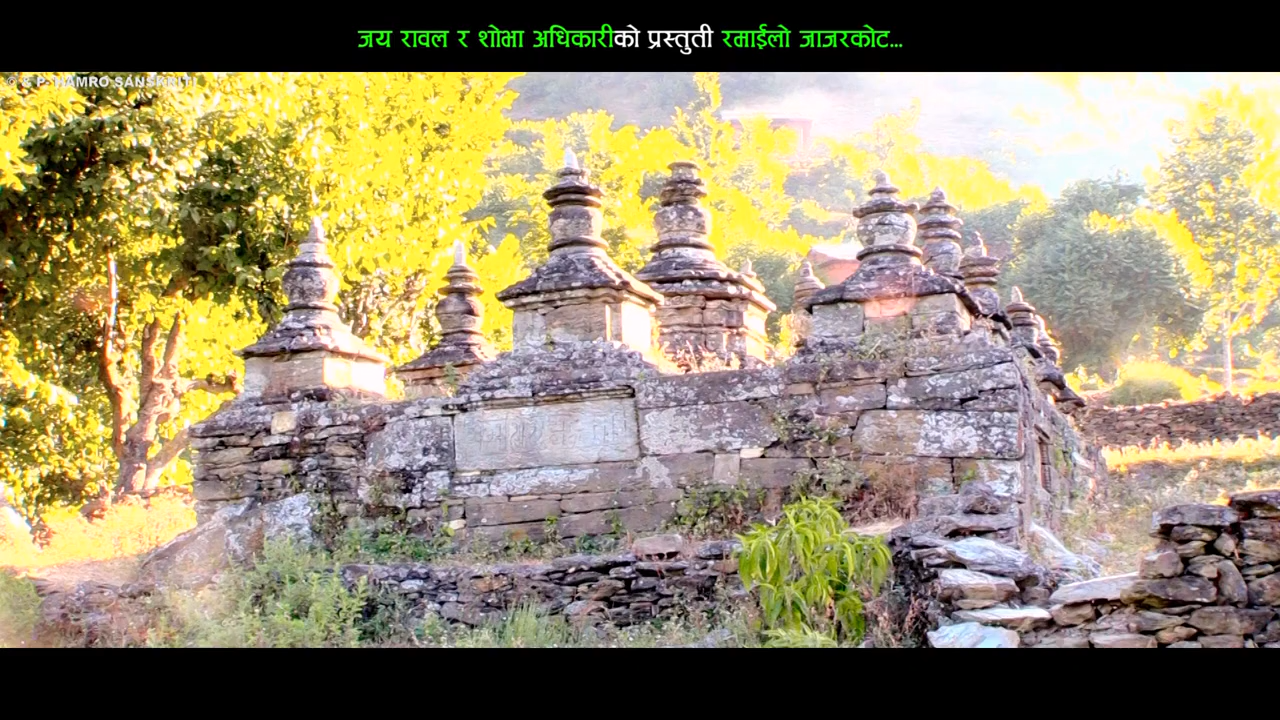 जय रावल र शोभा अधिकारीको प्रस्तुती रमाईलो जाजरकोट...
© S P HAMRO SANSKRITI